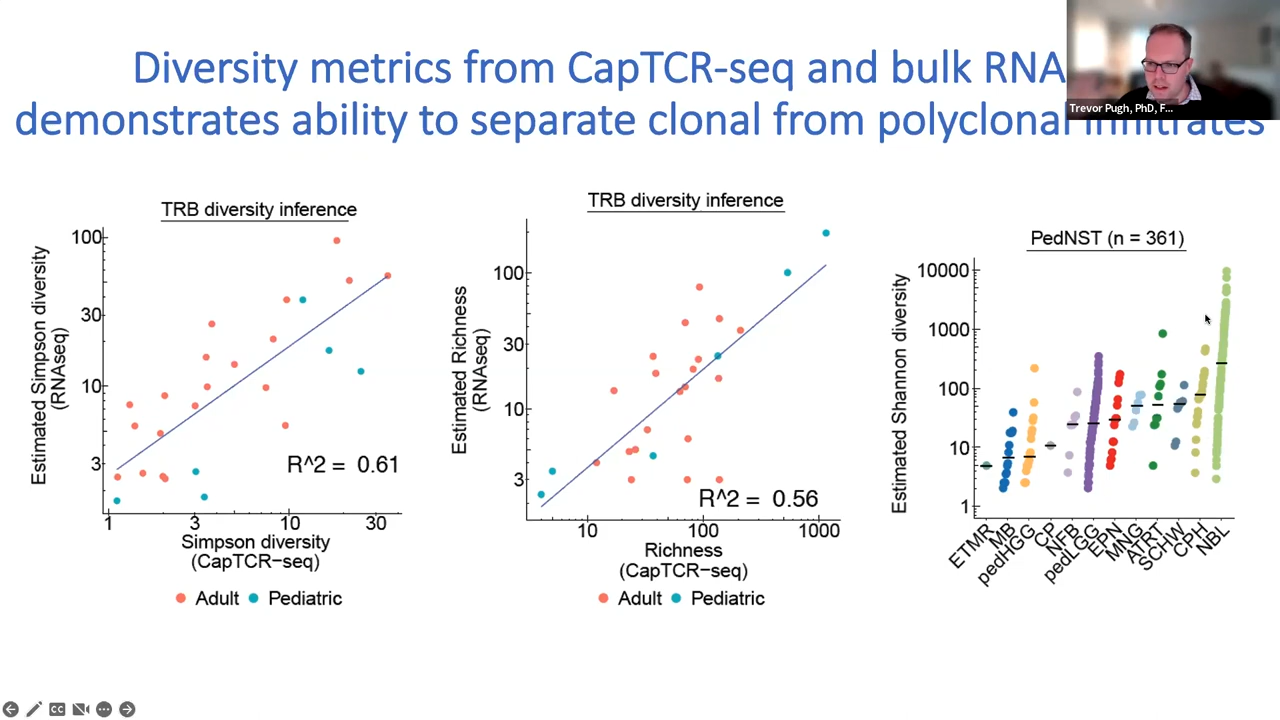 Diversity metrics from CapTCR-seq and bulk RNA
demonstrates ability to separate clonal from polyclonal infiltrates
Trevor Pugh, PhD, F...
TRB diversity inference
Estimated Simpson diversity
(RNAseq)
100
30
10
3
R^2 = 0.61
1 3 10 30
Simpson diversity
(CapTCR−seq)
Adult Pediatric
TRB diversity inference
Estimated Richness
(RNAseq)
100
30
10
3
R^2 = 0.56
10 100 1000
Richness
(CapTCR−seq)
Adult Pediatric
PedNST (n = 361)
Estimated Shannon diversity
10000
1000
100
10
1
ETMR
MB
pedHGG
CP
NFB
pedLGG
EPN
MNG
ATRT
SCHW
CPH
NBL
CC